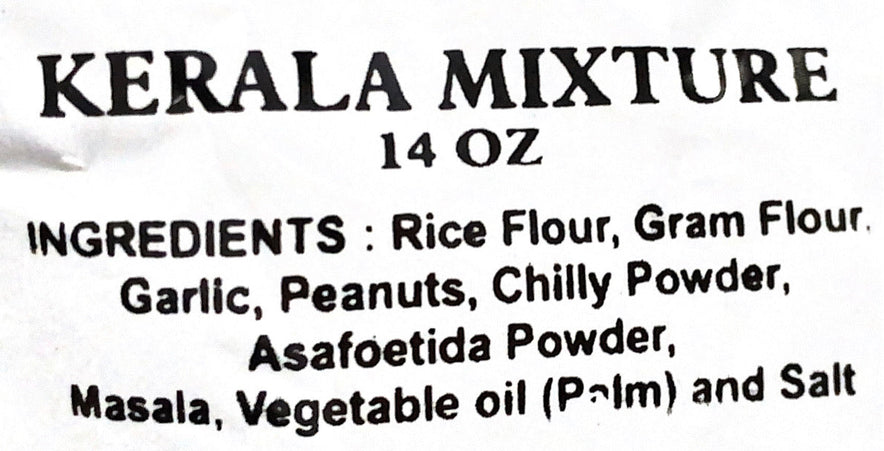 KERALA MIXTURE
14 OZ
INGREDIENTS : Rice Flour, Gram Flour,
Garlic, Peanuts, Chilly Powder,
Asafoetida Powder,
Masala, Vegetable oil (Palm) and Salt